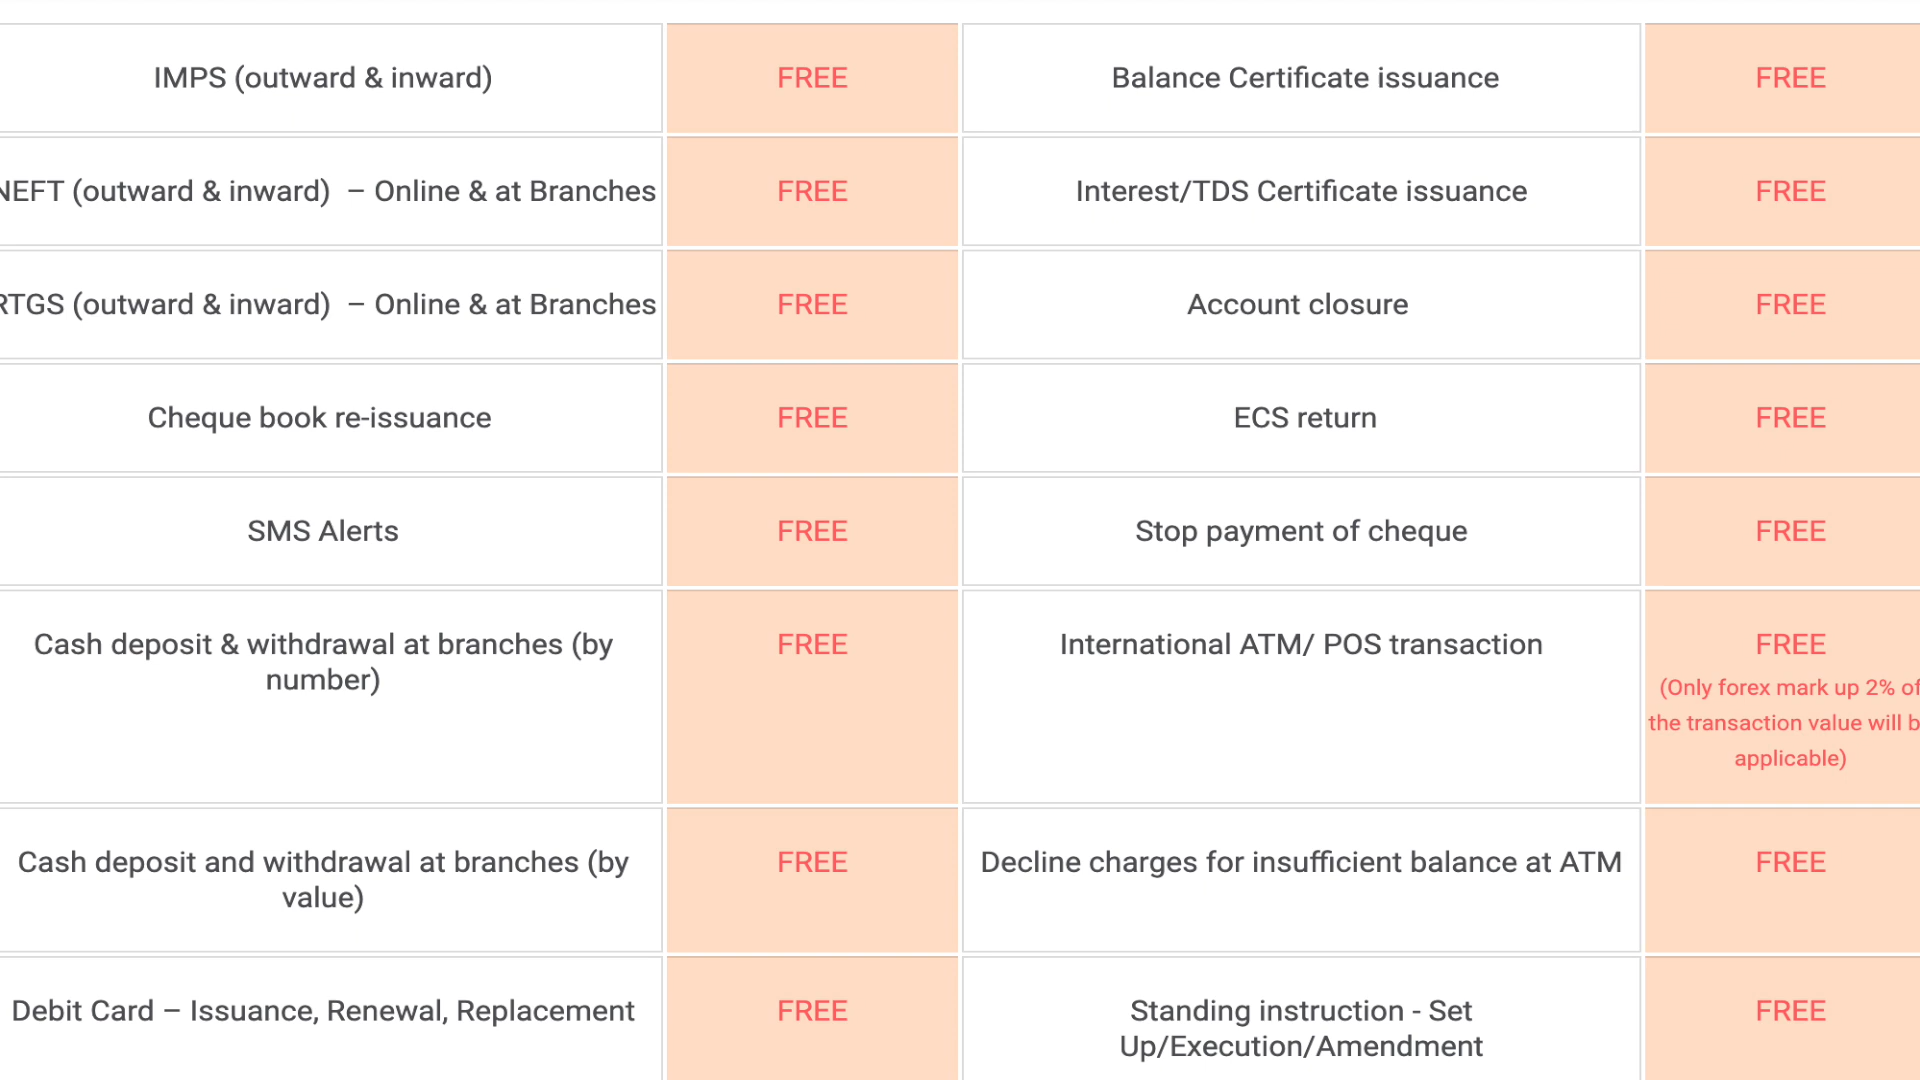 IMPS (outward & inward) FREE Balance Certificate issuance FREE
NEFT (outward & inward) – Online & at Branches FREE Interest/TDS Certificate issuance FREE
RTGS (outward & inward) – Online & at Branches FREE Account closure FREE
Cheque book re-issuance FREE ECS return FREE
SMS Alerts FREE Stop payment of cheque FREE
Cash deposit & withdrawal at branches (by
number)
FREE
International ATM/ POS transaction
FREE
(Only forex mark up 2% of
the transaction value will b
applicable)
Cash deposit and withdrawal at branches (by
value)
FREE
Decline charges for insufficient balance at ATM
FREE
Debit Card – Issuance, Renewal, Replacement
FREE
Standing instruction - Set
Up/Execution/Amendment
FREE